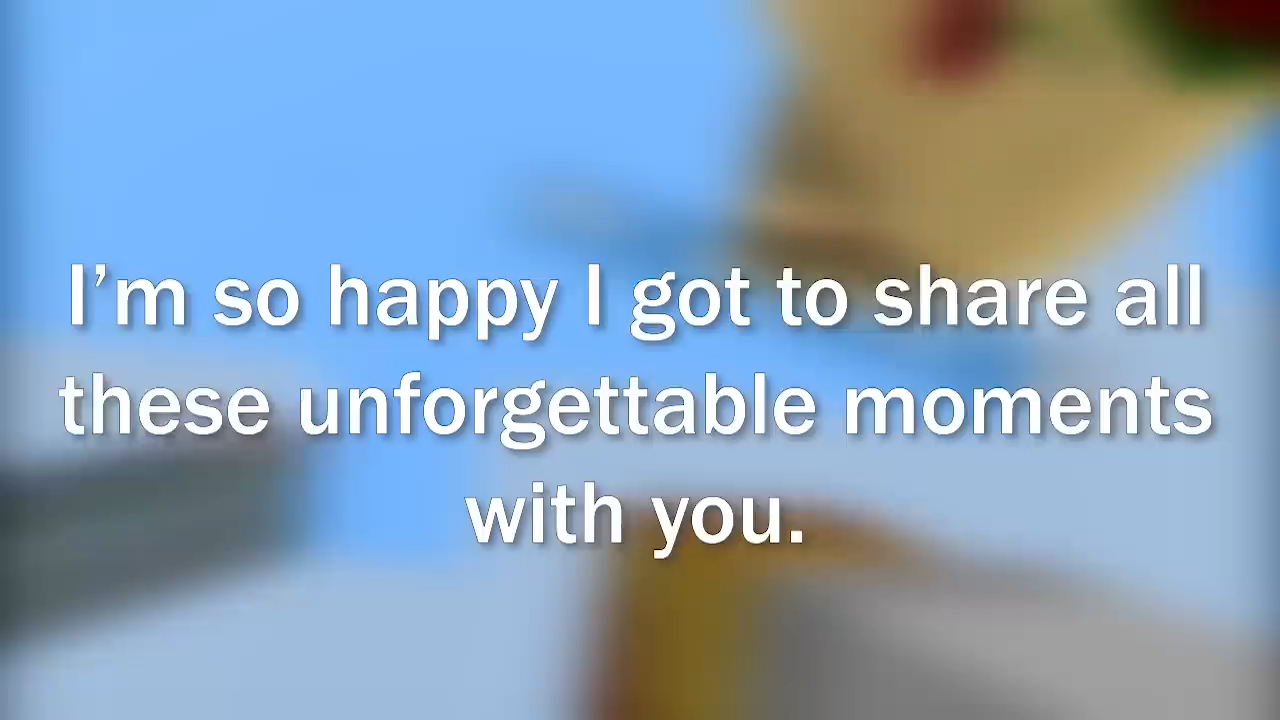 I’m so happy I got to share all
these unforgettable moments
with you.